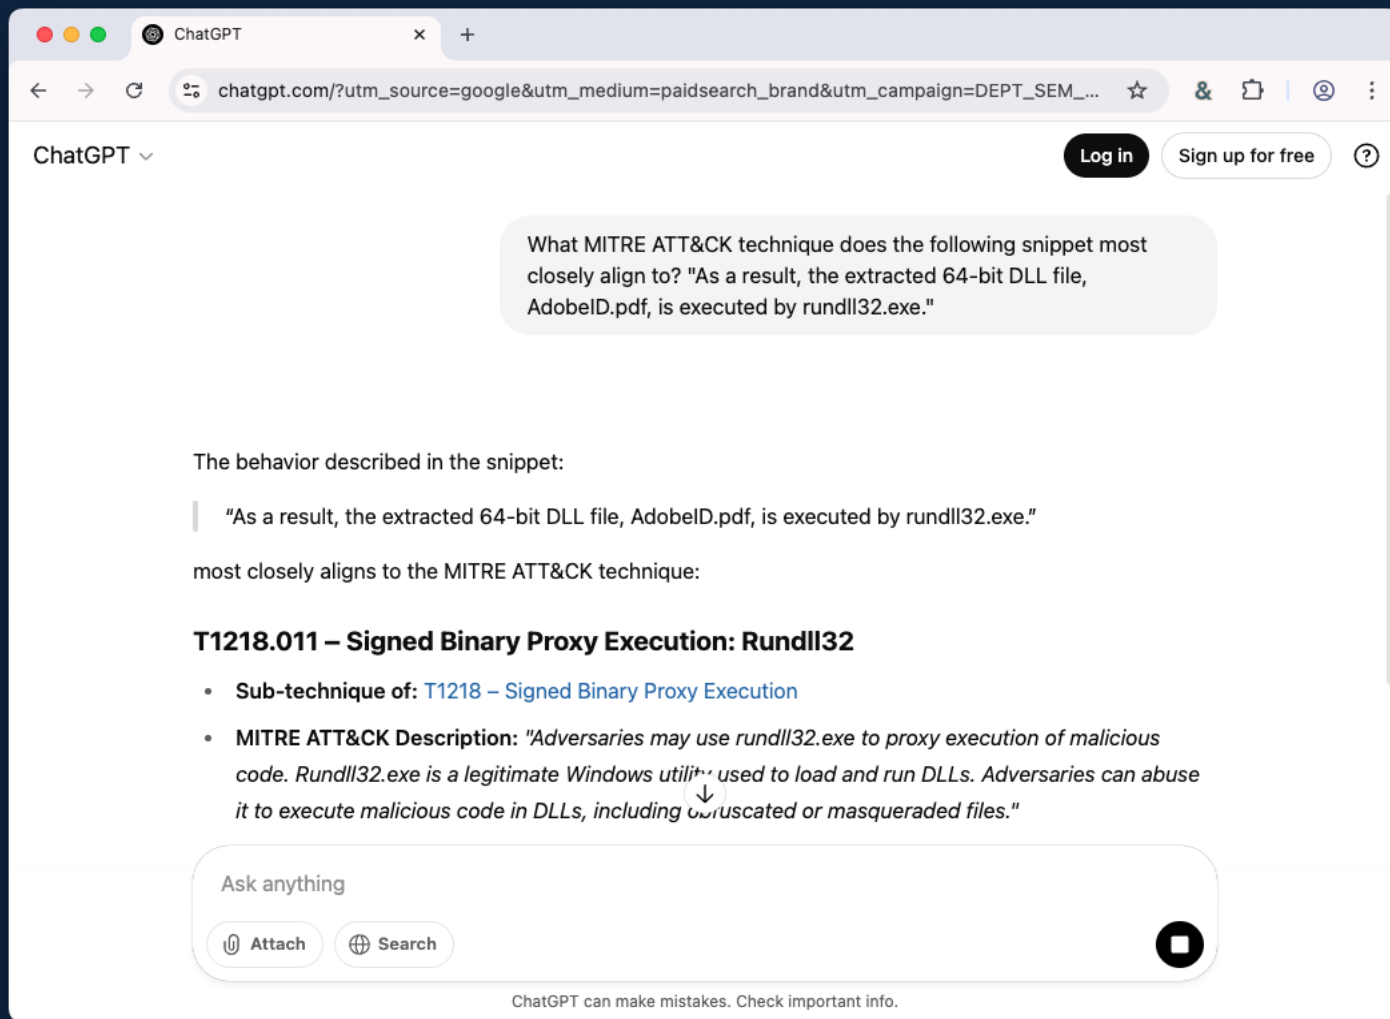 ChatGPT
chatgpt.com/?utm_source=google&utm_medium=paidsearch_brand&utm_campaign=DEPT_SEM_...
ChatGPT
Log in
Sign up for free
What MITRE ATT&CK technique does the following snippet most
closely align to? "As a result, the extracted 64-bit DLL file,
AdobeID.pdf, is executed by rundll32.exe."
The behavior described in the snippet:
“As a result, the extracted 64-bit DLL file, AdobeID.pdf, is executed by rundll32.exe.”
most closely aligns to the MITRE ATT&CK technique:
T1218.011 – Signed Binary Proxy Execution: Rundll32
• Sub-technique of: T1218 – Signed Binary Proxy Execution
• MITRE ATT&CK Description: "Adversaries may use rundll32.exe to proxy execution of malicious
code. Rundll32.exe is a legitimate Windows utility used to load and run DLLs. Adversaries can abuse
it to execute malicious code in DLLs, including obfuscated or masqueraded files."
Ask anything
Attach
Search
ChatGPT can make mistakes. Check important info.